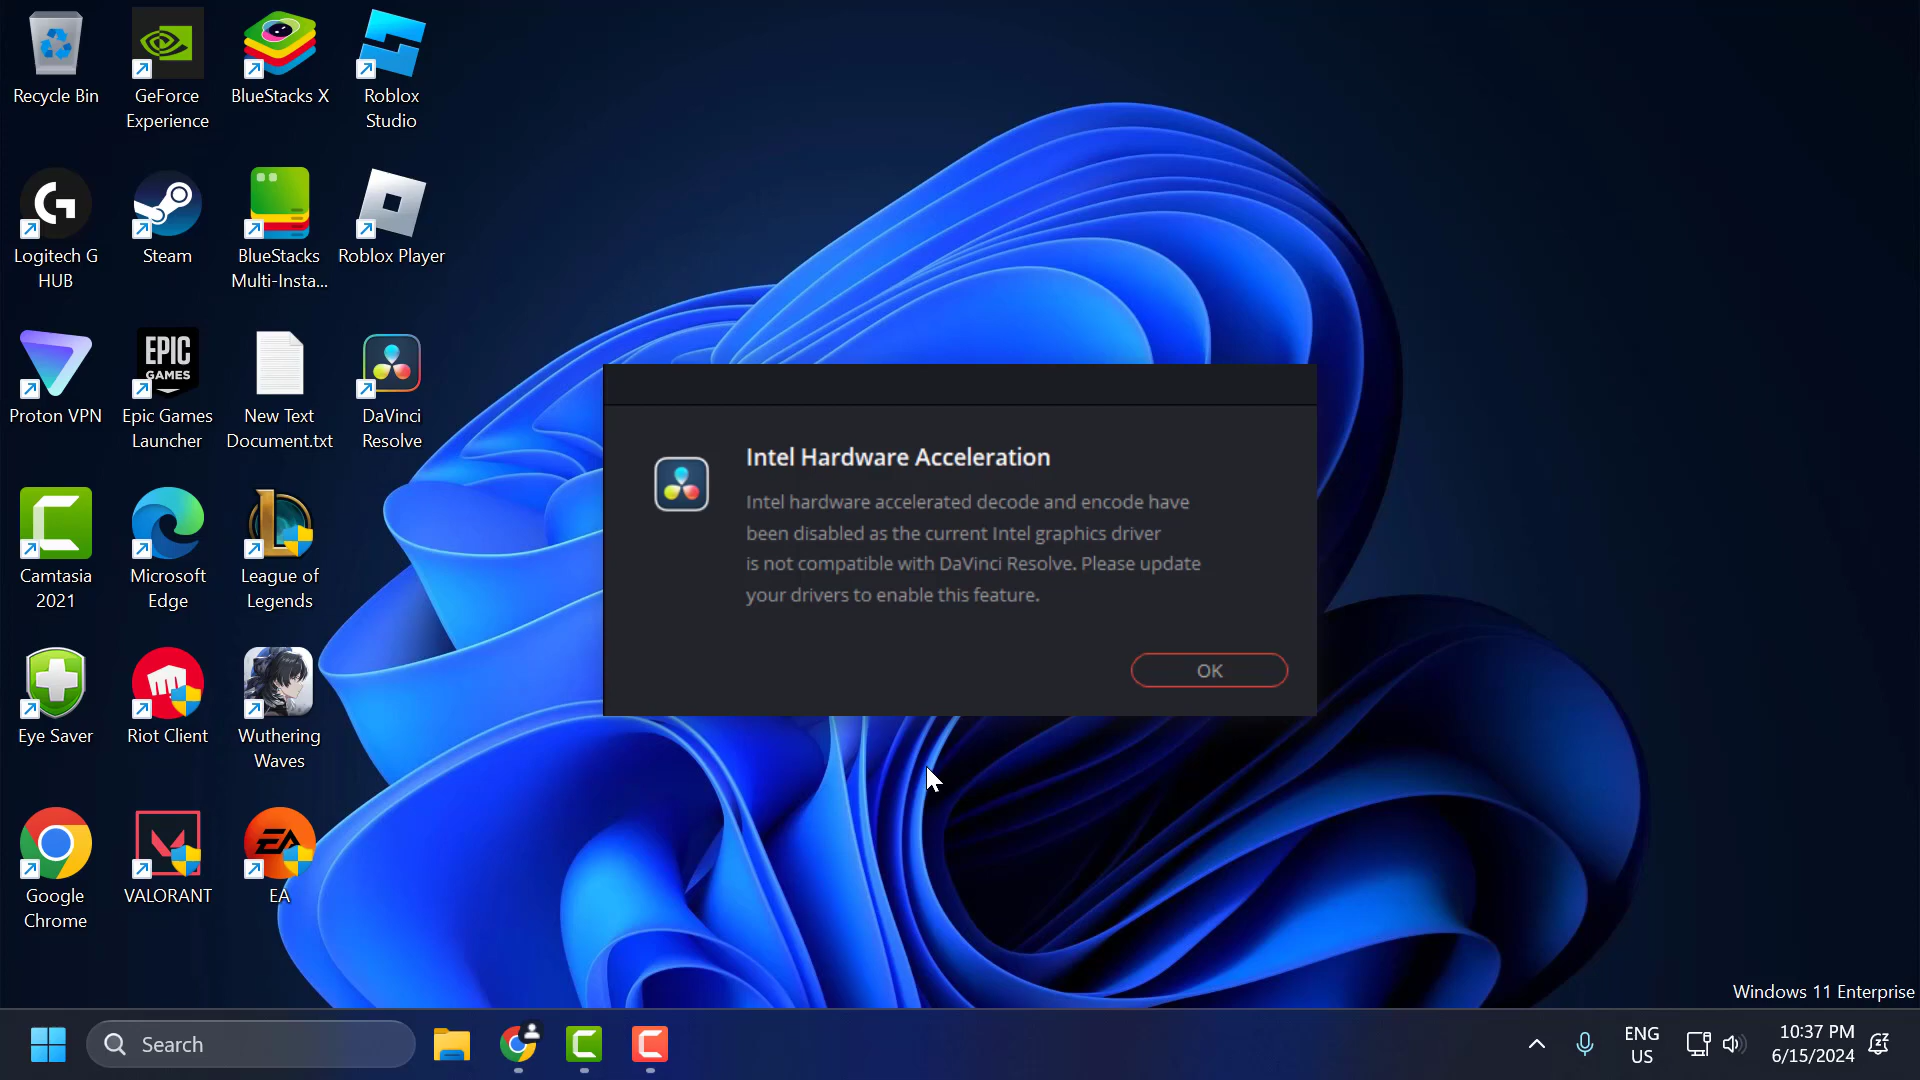 Recycle Bin
GeForce
Experience
BlueStacks X
Roblox
Studio
Logitech G
HUB
Steam
BlueStacks
Multi-Insta...
Roblox Player
Proton VPN
EPIC
GAMES
Epic Games
Launcher
New Text
Document.txt
DaVinci
Resolve
Camtasia
2021
Microsoft
Edge
League of
Legends
Eye Saver
Riot Client
Wuthering
Waves
Google
Chrome
VALORANT
EA
EA
Intel Hardware Acceleration
Intel hardware accelerated decode and encode have
been disabled as the current Intel graphics driver
is not compatible with DaVinci Resolve. Please update
your drivers to enable this feature.
OK
Windows 11 Enterprise
Search
ENG
US
10:37 PM
6/15/2024